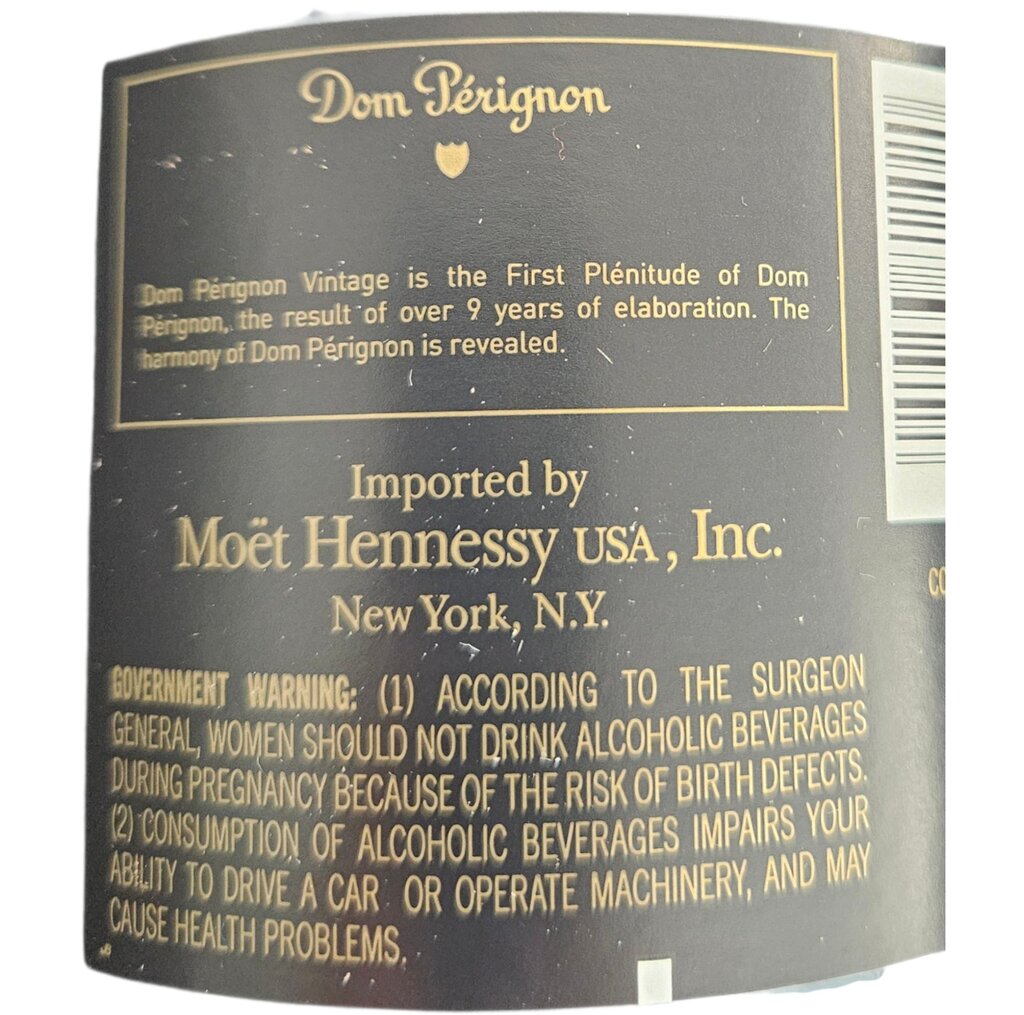 Dom Pérignon
Dom Pérignon Vintage is the First Plénitude of Dom
Pérignon, the result of over 9 years of elaboration. The
harmony of Dom Pérignon is revealed.
Imported by
Moët Hennessy USA, Inc.
New York, N.Y.
GOVERNMENT WARNING: (1) ACCORDING TO THE SURGEON
GENERAL, WOMEN SHOULD NOT DRINK ALCOHOLIC BEVERAGES
DURING PREGNANCY BECAUSE OF THE RISK OF BIRTH DEFECTS.
(2) CONSUMPTION OF ALCOHOLIC BEVERAGES IMPAIRS YOUR
ABILITY TO DRIVE A CAR OR OPERATE MACHINERY, AND MAY
CAUSE HEALTH PROBLEMS.